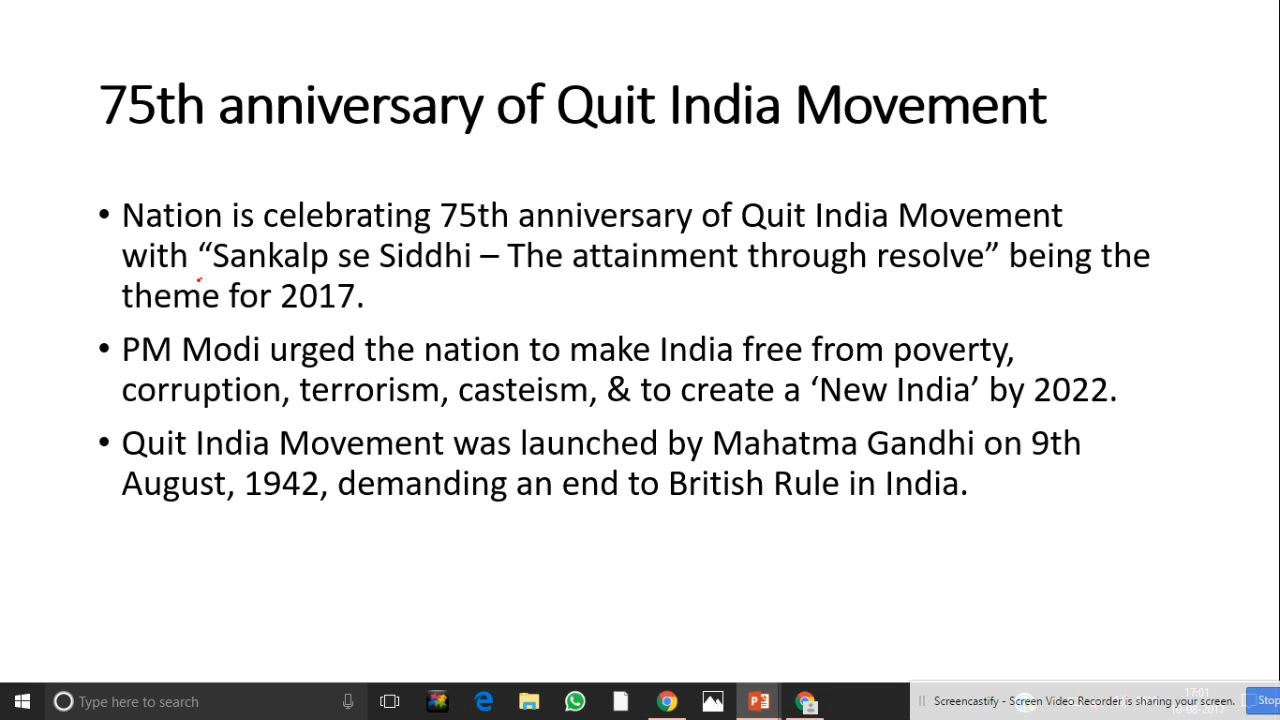 75th anniversary of Quit India Movement
• Nation is celebrating 75th anniversary of Quit India Movement
with “Sankalp se Siddhi – The attainment through resolve” being the
theme for 2017.
• PM Modi urged the nation to make India free from poverty,
corruption, terrorism, casteism, & to create a ‘New India’ by 2022.
• Quit India Movement was launched by Mahatma Gandhi on 9th
August, 1942, demanding an end to British Rule in India.
Type here to search
Screencastify - Screen Video Recorder is sharing your screen.
Stop
17:01